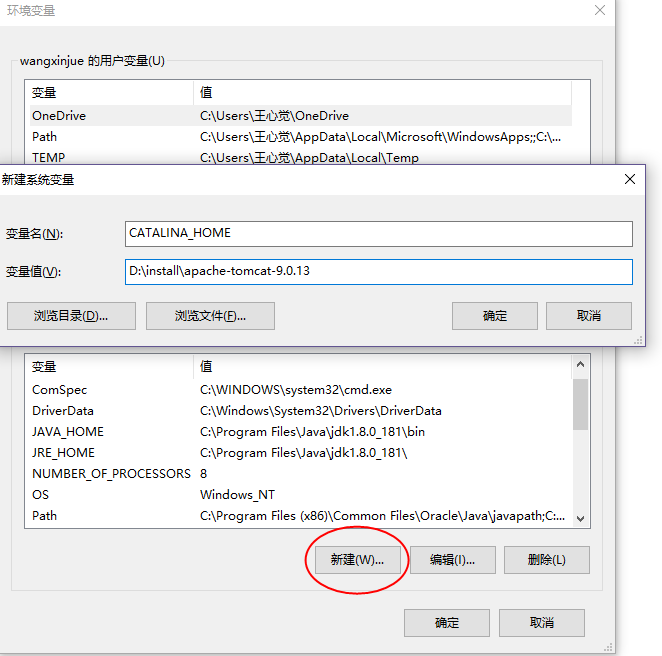 环境变量
wangxinjue 的用户变量(U)
变量 值
OneDrive C:\Users\王心觉\OneDrive
Path C:\Users\王心觉\AppData\Local\Microsoft\WindowsApps;;C:\...
TEMP C:\Users\王心觉\AppData\Local\Temp
新建系统变量
变量名(N): CATALINA_HOME
变量值(V): D:\install\apache-tomcat-9.0.13
浏览目录(D)... 浏览文件(F)... 确定 取消
变量 值
ComSpec C:\WINDOWS\system32\cmd.exe
DriverData C:\Windows\System32\Drivers\DriverData
JAVA_HOME C:\Program Files\Java\jdk1.8.0_181\bin
JRE_HOME C:\Program Files\Java\jdk1.8.0_181\
NUMBER_OF_PROCESSORS 8
OS Windows_NT
Path C:\Program Files (x86)\Common Files\Oracle\Java\javapath;C:...
新建(W)... 编辑(I)... 删除(L)
确定 取消